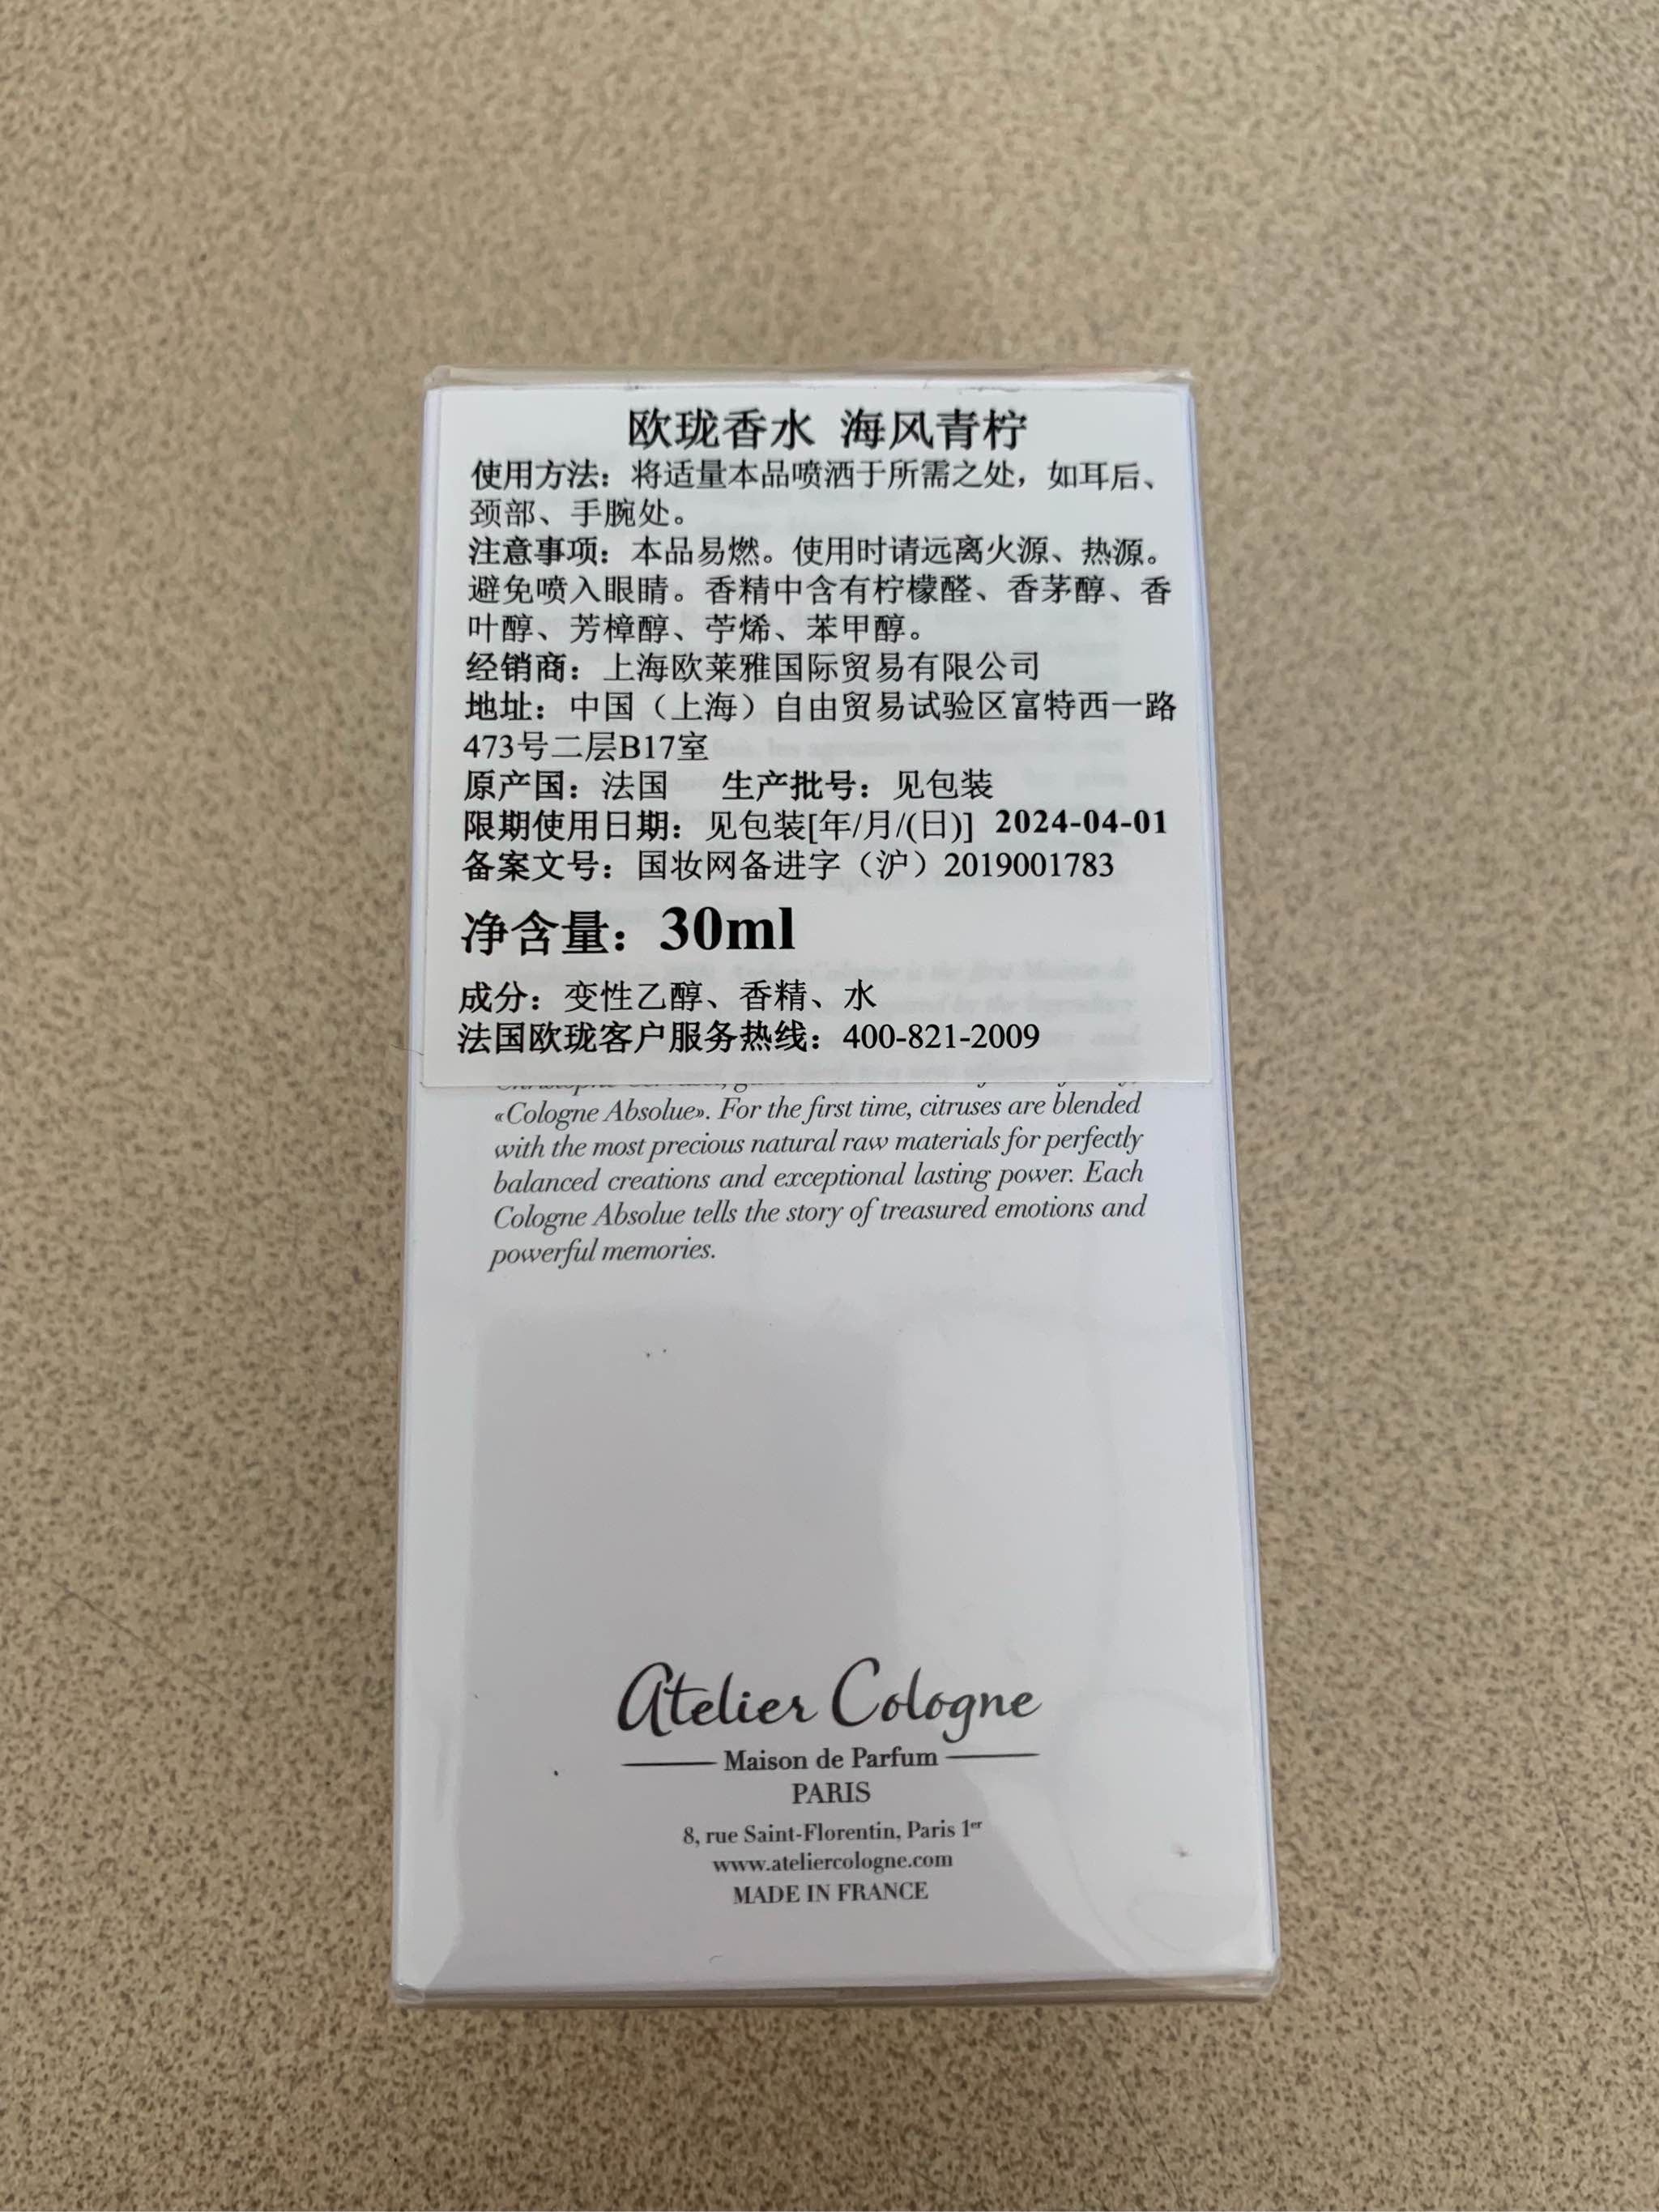 欧珑香水 海风青柠
使用方法：将适量本品喷洒于所需之处，如耳后、
颈部、手腕处。
注意事项：本品易燃。使用时请远离火源、热源。
避免喷入眼睛。香精中含有柠檬醛、香茅醇、香
叶醇、芳樟醇、苧烯、苯甲醇。
经销商：上海欧莱雅国际贸易有限公司
地址：中国（上海）自由贸易试验区富特西一路
473号二层B17室
原产国：法国 生产批号：见包装
限期使用日期：见包装[年/月/(日)] 2024-04-01
备案文号：国妆网备进字（沪）2019001783
净含量：30ml
成分：变性乙醇、香精、水
法国欧珑客户服务热线：400-821-2009
«Cologne Absolue». For the first time, citruses are blended
with the most precious natural raw materials for perfectly
balanced creations and exceptional lasting power. Each
Cologne Absolue tells the story of treasured emotions and
powerful memories.
Atelier Cologne
Maison de Parfum
PARIS
8, rue Saint-Florentin, Paris 1er
www.ateliercologne.com
MADE IN FRANCE